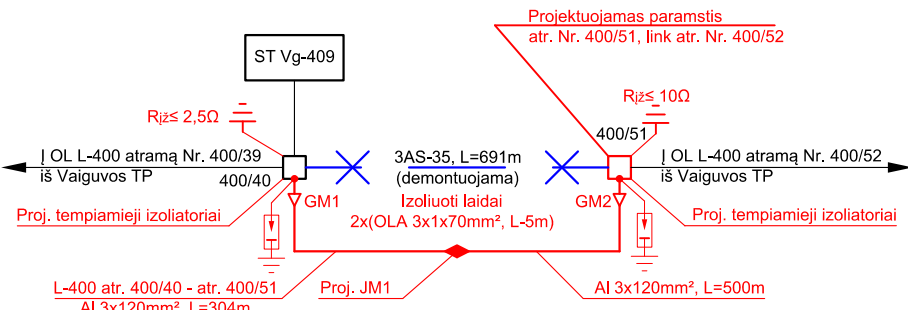 Projektuojamas paramstis
atr. Nr. 400/51, link atr. Nr. 400/52
ST Vg-409
Rįž≤ 2,5Ω
Rįž≤ 10Ω
400/51
Į OL L-400 atramą Nr. 400/39
iš Vaiguvos TP
400/40
3AS-35, L=691m
(demontuojama)
Į OL L-400 atramą Nr. 400/52
iš Vaiguvos TP
Proj. tempiamieji izoliatoriai
GM1
Izoliuoti laidai
2x(OLA 3x1x70mm², L-5m)
GM2
Proj. tempiamieji izoliatoriai
L-400 atr. 400/40 - atr. 400/51
Al 3x120mm², L=304m
Proj. JM1
Al 3x120mm², L=500m